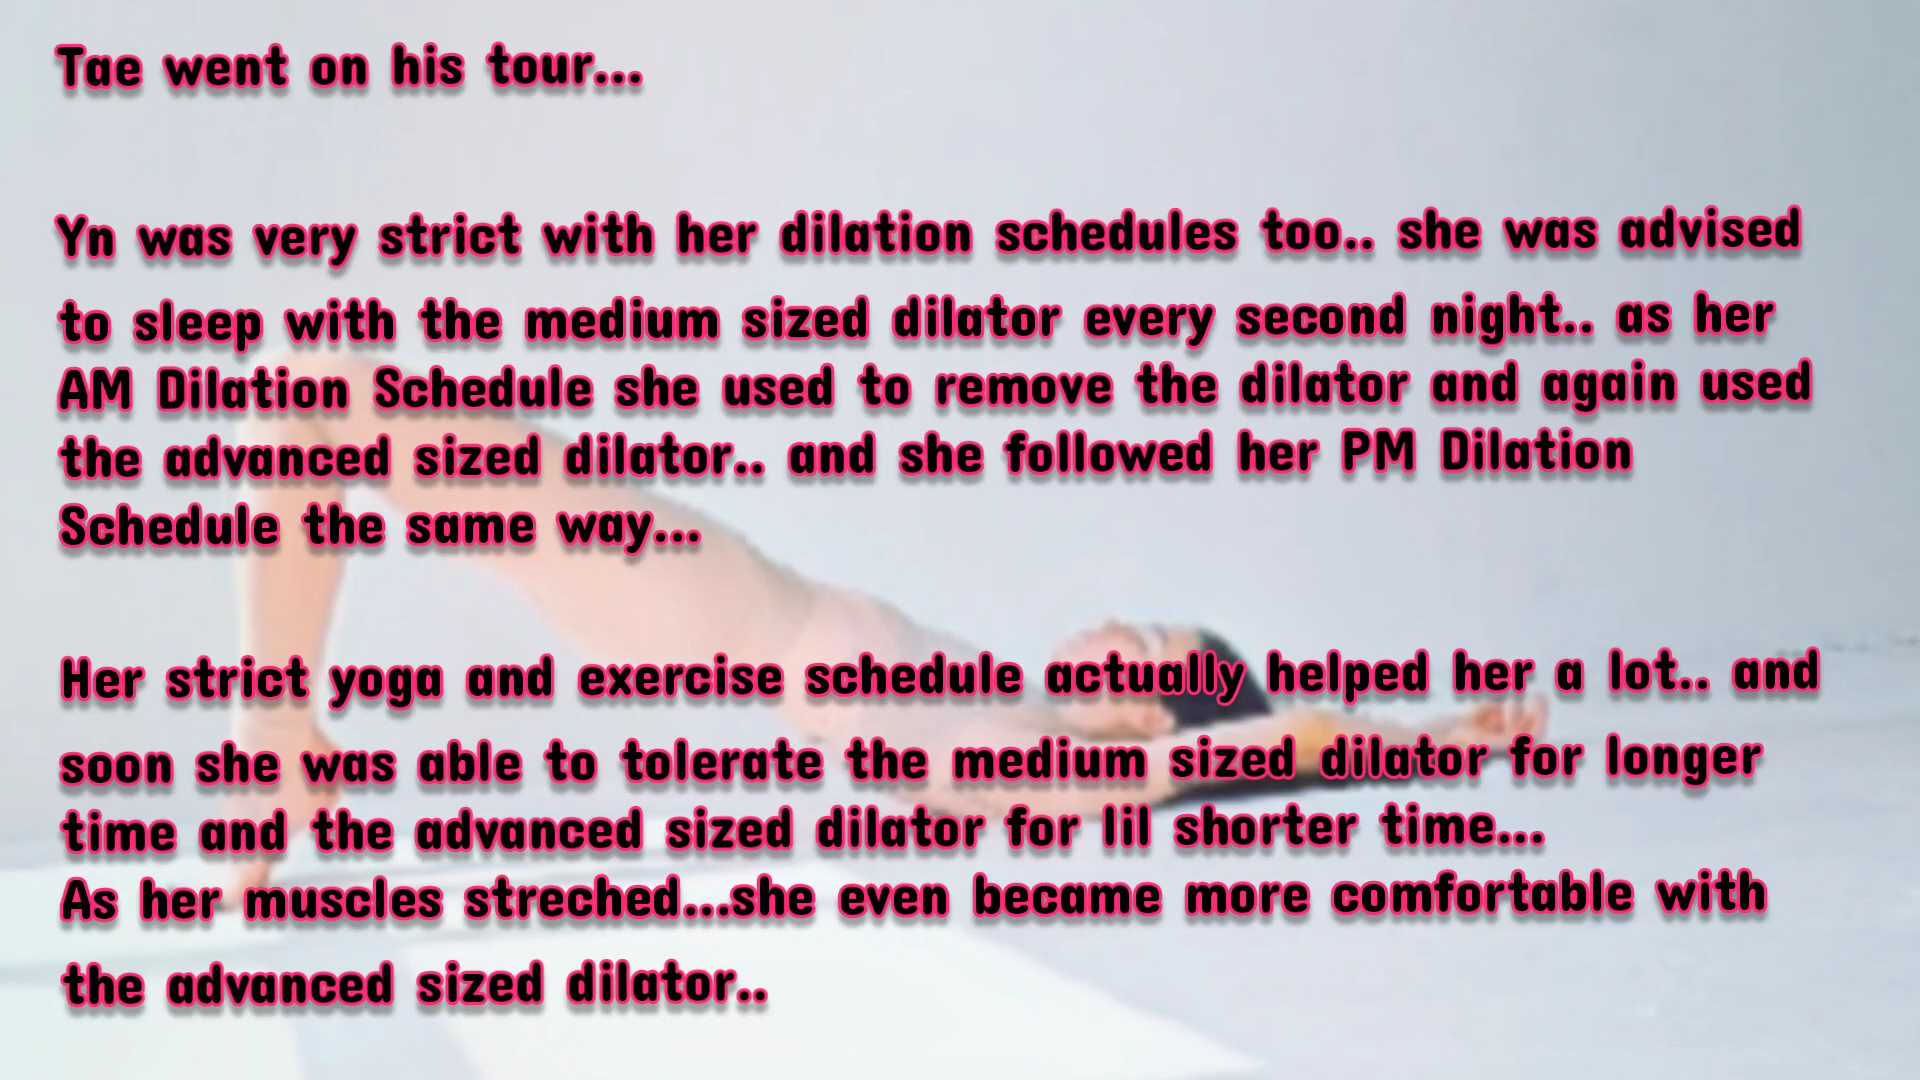 Tae went on his tour...
Yn was very strict with her dilation schedules too.. she was advised
to sleep with the medium sized dilator every second night.. as her
AM Dilation Schedule she used to remove the dilator and again used
the advanced sized dilator.. and she followed her PM Dilation
Schedule the same way...
Her strict yoga and exercise schedule actually helped her a lot.. and
soon she was able to tolerate the medium sized dilator for longer
time and the advanced sized dilator for lil shorter time...
As her muscles streched...she even became more comfortable with
the advanced sized dilator..